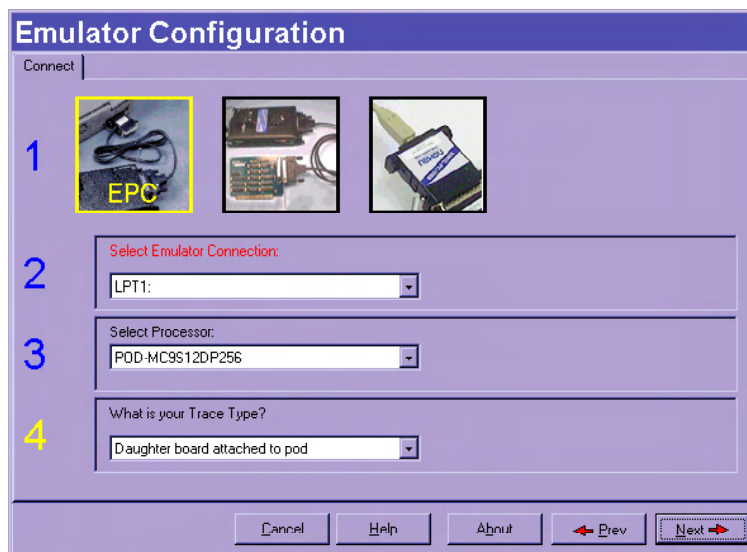 Emulator Configuration
Connect
1
EPC
2
Select Emulator Connection:
LPT1:
3
Select Processor:
POD-MC9S12DP256
4
What is your Trace Type?
Daughter board attached to pod
Cancel Help About Prev Next